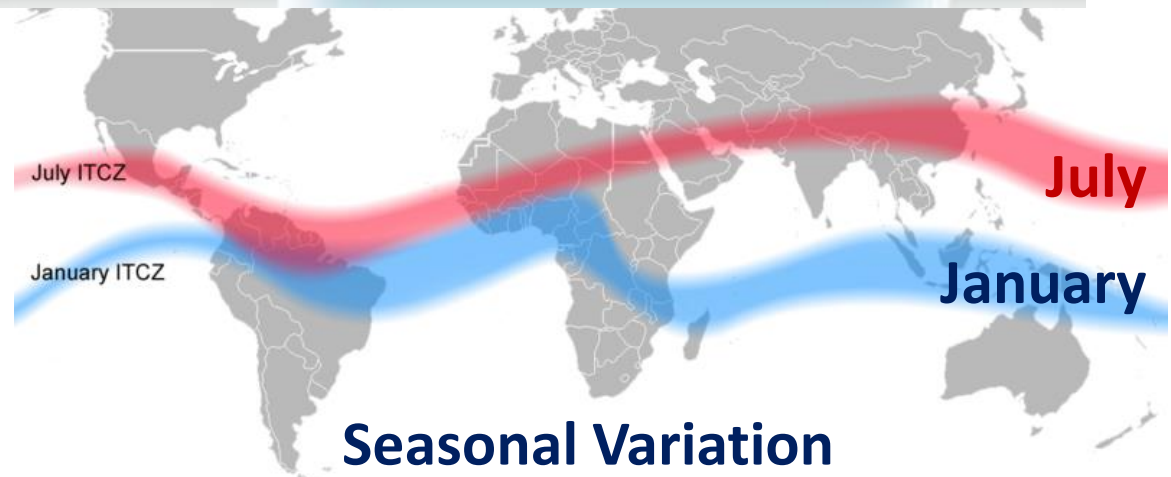 July ITCZ
July
January ITCZ
January
Seasonal Variation